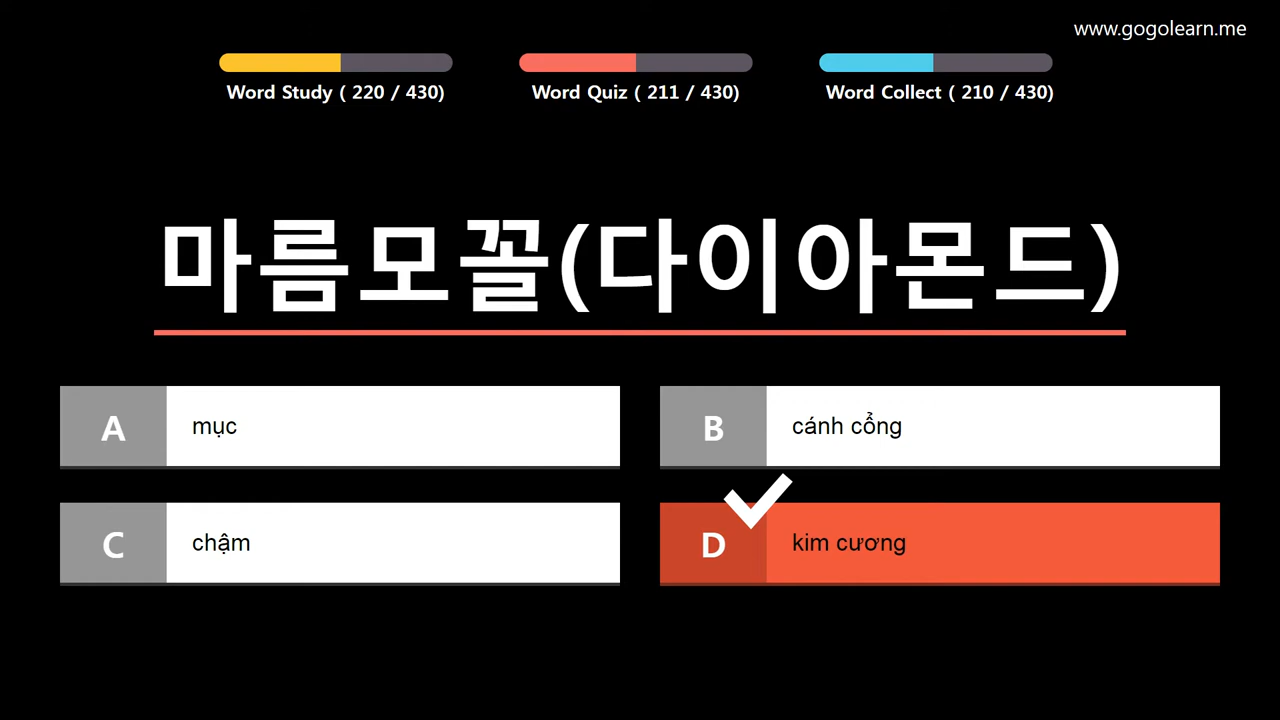 www.gogolearn.me
Word Study ( 220 / 430)
Word Quiz ( 211 / 430)
Word Collect ( 210 / 430)
마름모꼴(다이아몬드)
A mục
B cánh cổng
C chậm
D kim cương